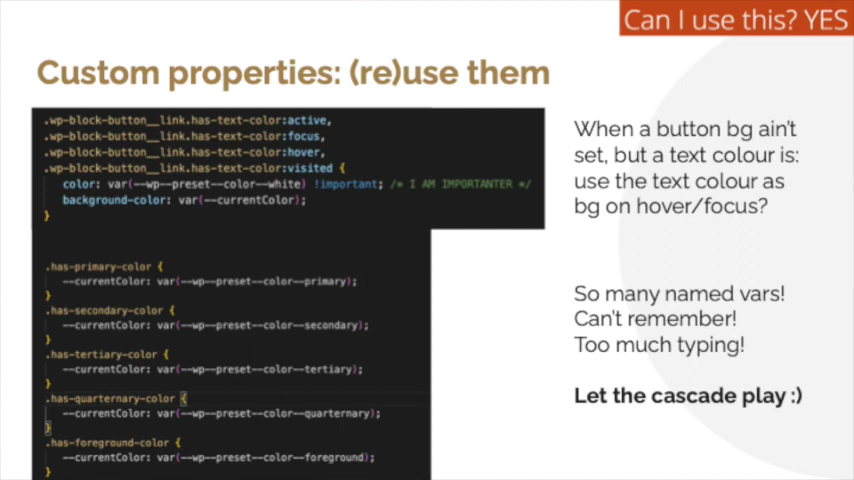 Can I use this? YES
Custom properties: (re)use them
.wp-block-button__link.has-text-color:active,
.wp-block-button__link.has-text-color:focus,
.wp-block-button__link.has-text-color:hover,
.wp-block-button__link.has-text-color:visited {
color: var(--wp-preset--color--white) !important; /* I AM IMPORTANTER */
background-color: var(--currentColor);
}
.has-primary-color {
--currentColor: var(--wp-preset--color--primary);
}
.has-secondary-color {
--currentColor: var(--wp-preset--color--secondary);
}
.has-tertiary-color {
--currentColor: var(--wp-preset--color--tertiary);
}
.has-quarternary-color {
--currentColor: var(--wp-preset--color--quarternary);
}
.has-foreground-color {
--currentColor: var(--wp-preset--color--foreground);
}
When a button bg ain't
set, but a text colour is:
use the text colour as
bg on hover/focus?
So many named vars!
Can't remember!
Too much typing!
Let the cascade play :)